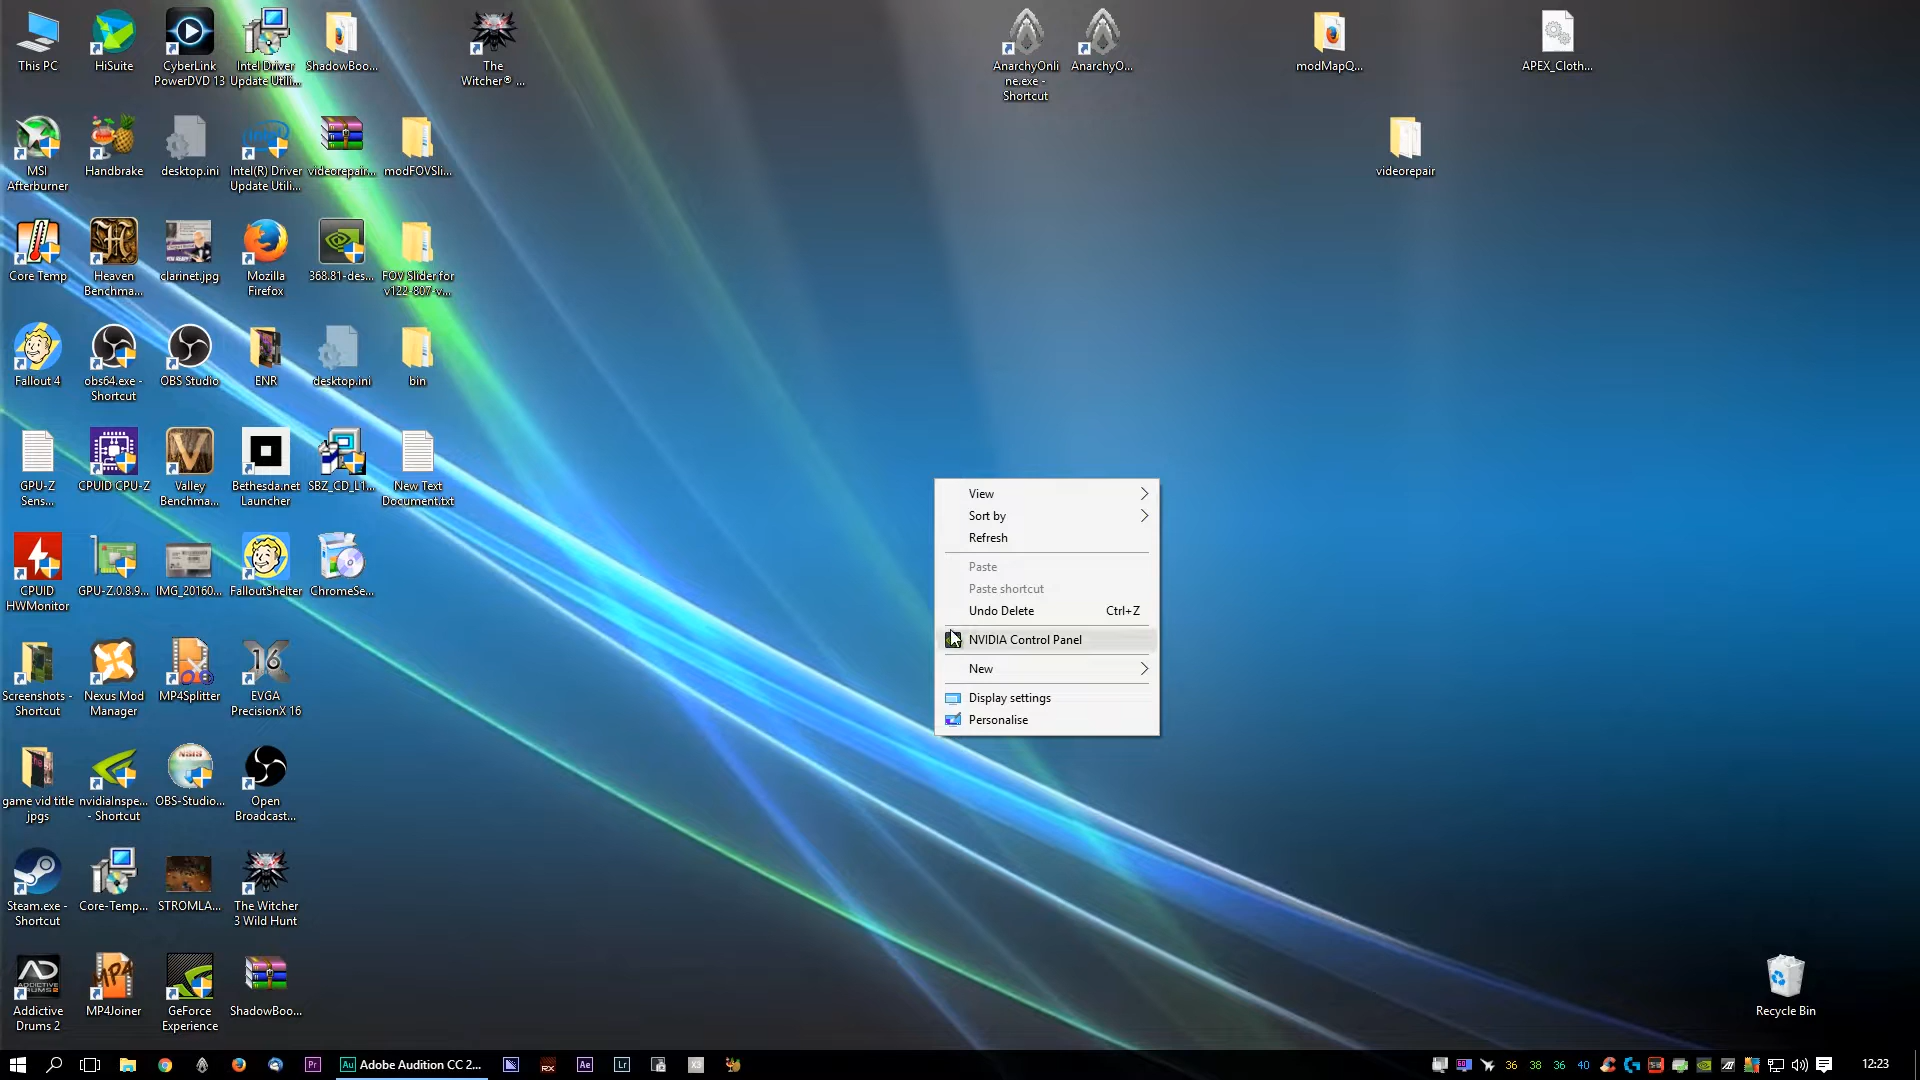 This PC
HiSuite
CyberLink
PowerDVD 13
Intel Driver
Update Utili...
ShadowBoo...
The
Witcher® ...
AnarchyOnli
ne.exe -
Shortcut
AnarchyO...
modMapQ...
APEX_Cloth...
MSI
Afterburner
Handbrake
desktop.ini
Intel(R) Driver
Update Utili...
videorepair...
modFOVSli...
videorepair
Core Temp
Heaven
Benchma...
clarinet.jpg
Mozilla
Firefox
368.81-des...
FOV Slider for
v122-807-v...
Fallout 4
obs64.exe -
Shortcut
OBS Studio
ENR
desktop.ini
bin
GPU-Z
Sens...
CPUID CPU-Z
Valley
Benchma...
Bethesda.net
Launcher
SBZ_CD_L1...
New Text
Document.txt
CPUID
HWMonitor
GPU-Z.0.8.9...
IMG_20160...
FalloutShelter
ChromeSe...
Screenshots -
Shortcut
Nexus Mod
Manager
MP4Splitter
EVGA
PrecisionX 16
game vid title
jpgs
nvidiaInspe...
- Shortcut
OBS-Studio...
Open
Broadcast...
Steam.exe -
Shortcut
Core-Temp...
STROMLA...
The Witcher
3 Wild Hunt
Addictive
Drums 2
MP4Joiner
GeForce
Experience
ShadowBoo...
View
Sort by
Refresh
Paste
Paste shortcut
Undo Delete Ctrl+Z
NVIDIA Control Panel
New
Display settings
Personalise
Recycle Bin
Pr
Au Adobe Audition CC 2...
RX
Ae
Lr
X3
36 38 36 40
12:23